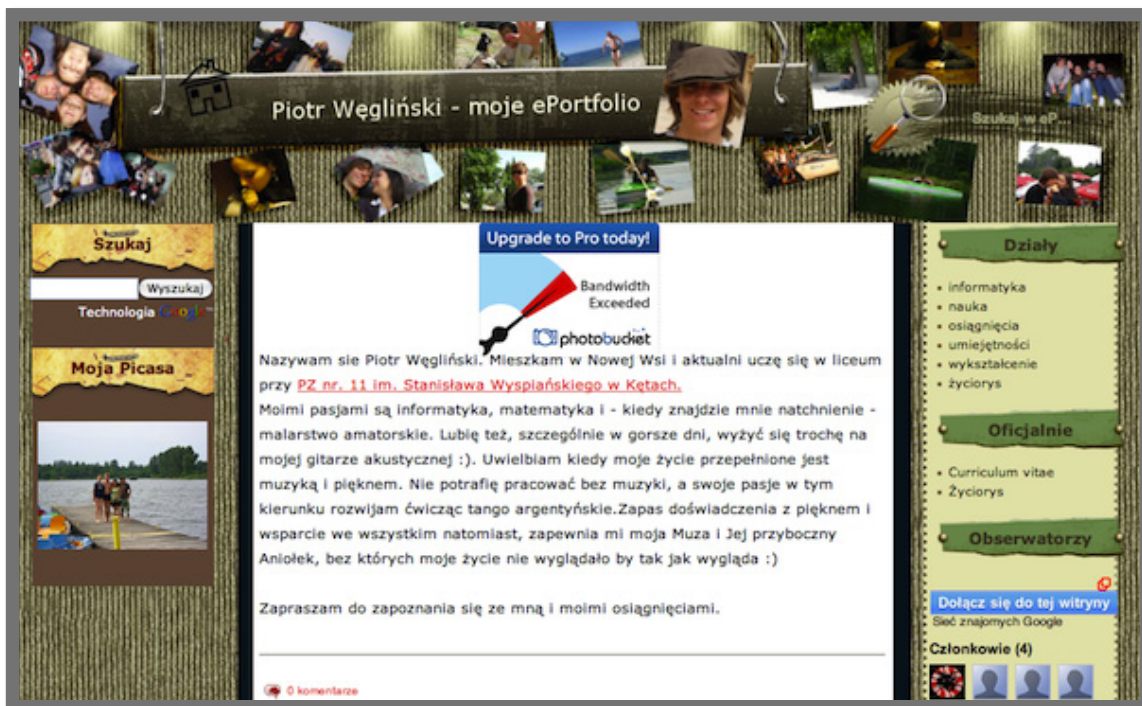 Piotr Węgliński - moje ePortfolio
Szukaj w eP...
Szukaj
Wyszukaj
Technologia Google™
Moja Picasa
Upgrade to Pro today!
Bandwidth
Exceeded
photobucket
Nazywam sie Piotr Węgliński. Mieszkam w Nowej Wsi i aktualni uczę się w liceum
przy PZ nr. 11 im. Stanisława Wyspiańskiego w Kętach.
Moimi pasjami są informatyka, matematyka i - kiedy znajdzie mnie natchnienie -
malarstwo amatorskie. Lubię też, szczególnie w gorsze dni, wyżyć się trochę na
mojej gitarze akustycznej :). Uwielbiam kiedy moje życie przepełnione jest
muzyką i pięknem. Nie potrafię pracować bez muzyki, a swoje pasje w tym
kierunku rozwijam ćwicząc tango argentyńskie.Zapas doświadczenia z pięknem i
wsparcie we wszystkim natomiast, zapewnia mi moja Muza i Jej przyboczny
Aniołek, bez których moje życie nie wyglądało by tak jak wygląda :)
Zapraszam do zapoznania się ze mną i moimi osiągnięciami.
0 komentarze
Działy
informatyka
nauka
osiągnięcia
umiejętności
wykształcenie
życiorys
Oficjalnie
Curriculum vitae
Życiorys
Obserwatorzy
Dołącz się do tej witryny
Sieć znajomych Google
Członkowie (4)